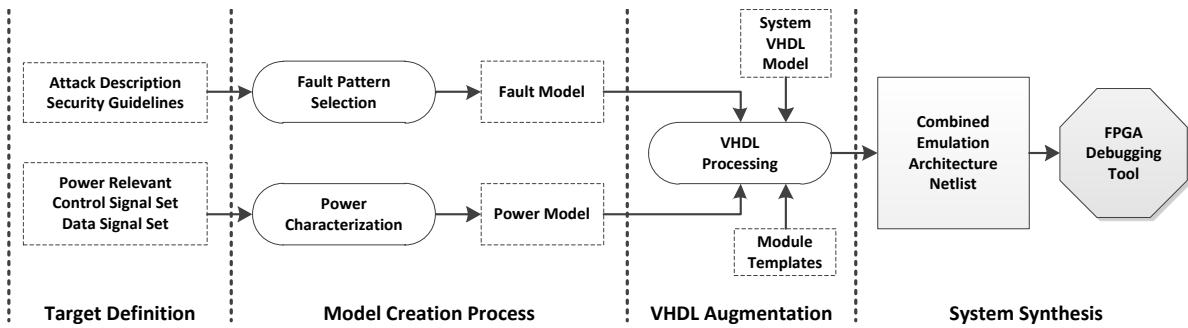 Attack Description
Security Guidelines
Fault Pattern
Selection
Fault Model
System
VHDL
Model
Power Relevant
Control Signal Set
Data Signal Set
Power
Characterization
Power Model
VHDL
Processing
Module
Templates
Combined
Emulation
Architecture
Netlist
FPGA
Debugging
Tool
Target Definition
Model Creation Process
VHDL Augmentation
System Synthesis